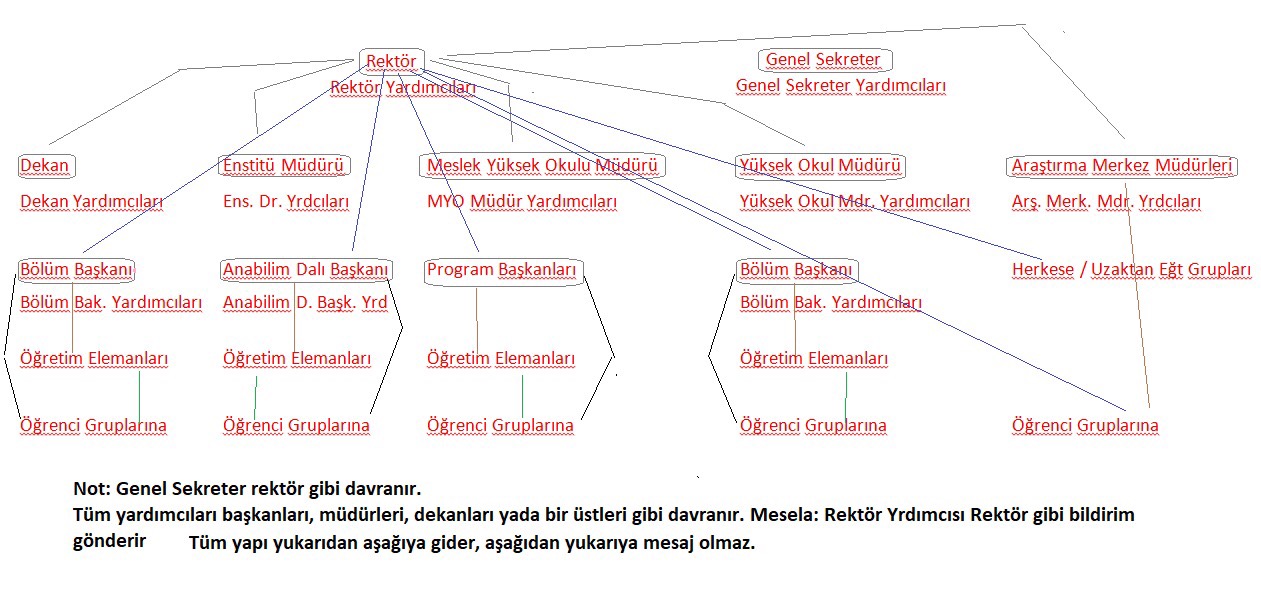 Rektör
Genel Sekreter
Rektör Yardımcıları
Genel Sekreter Yardımcıları
Dekan
Enstitü Müdürü
Meslek Yüksek Okulu Müdürü
Yüksek Okul Müdürü
Araştırma Merkez Müdürleri
Dekan Yardımcıları
Ens. Dr. Yrdcıları
MYO Müdür Yardımcıları
Yüksek Okul Mdr. Yardımcıları
Arş. Merk. Mdr. Yrdcıları
Bölüm Başkanı
Anabilim Dalı Başkanı
Program Başkanları
Bölüm Başkanı
Herkese / Uzaktan Eğt Grupları
Bölüm Bak. Yardımcıları
Anabilim D. Başk. Yrd
Bölüm Bak. Yardımcıları
Öğretim Elemanları
Öğretim Elemanları
Öğretim Elemanları
Öğretim Elemanları
Öğrenci Gruplarına
Öğrenci Gruplarına
Öğrenci Gruplarına
Öğrenci Gruplarına
Öğrenci Gruplarına
Not: Genel Sekreter rektör gibi davranır.
Tüm yardımcıları başkanları, müdürleri, dekanları yada bir üstleri gibi davranır. Mesela: Rektör Yrdımcısı Rektör gibi bildirim
gönderir Tüm yapı yukarıdan aşağıya gider, aşağıdan yukarıya mesaj olmaz.